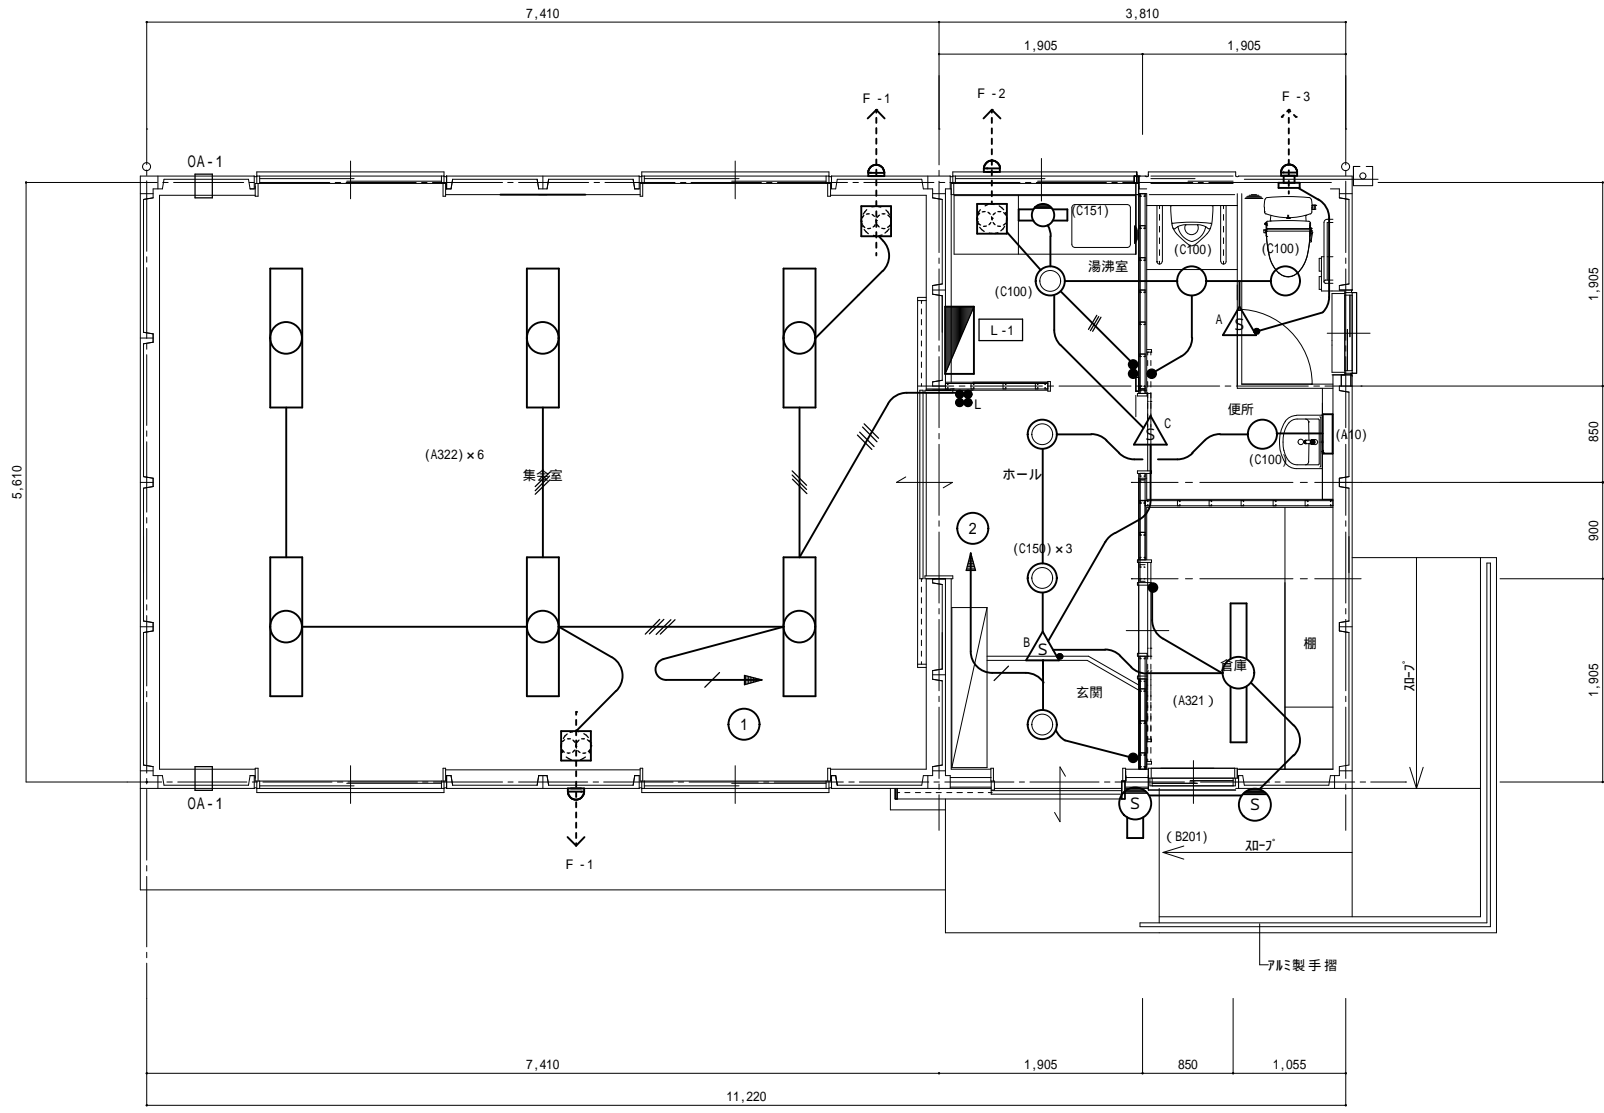 7,410
3,810
1,905
1,905
F -1
F -2
F -3
OA-1
(C151)
(C100)
(C100)
湯沸室
(C100)
L-1
A
S
1,905
L
C
S
便所
(A10)
(C100)
850
(A322)×6
集会室
ホール
5,610
2
900
(C150)×3
B
S
倉庫
棚
スロープ
玄関
(A321)
1,905
1
OA-1
S
S
(B201)
スロープ
F -1
アルミ製手摺
7,410
1,905
850
1,055
11,220